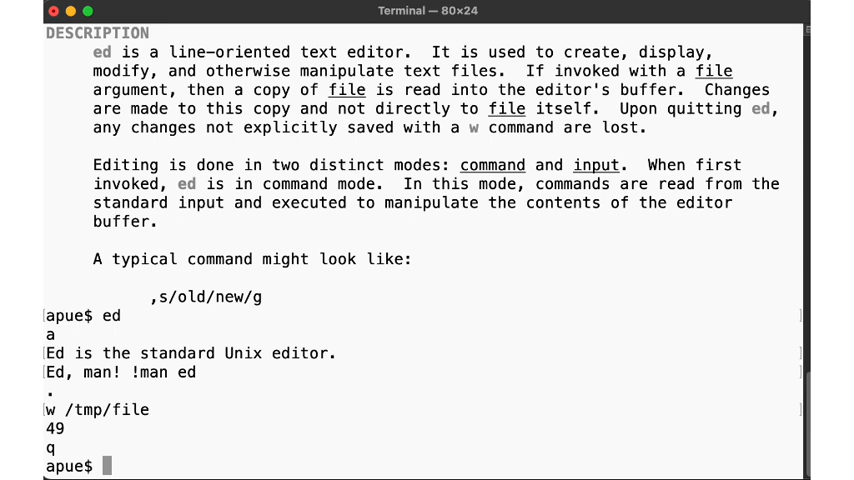 Terminal — 80×24
DESCRIPTION
ed is a line-oriented text editor.  It is used to create, display,
modify, and otherwise manipulate text files.  If invoked with a file
argument, then a copy of file is read into the editor's buffer.  Changes
are made to this copy and not directly to file itself.  Upon quitting ed,
any changes not explicitly saved with a w command are lost.
Editing is done in two distinct modes: command and input.  When first
invoked, ed is in command mode.  In this mode, commands are read from the
standard input and executed to manipulate the contents of the editor
buffer.
A typical command might look like:
,s/old/new/g
apue$ ed
a
Ed is the standard Unix editor.
Ed, man! !man ed
.
w /tmp/file
49
q
apue$